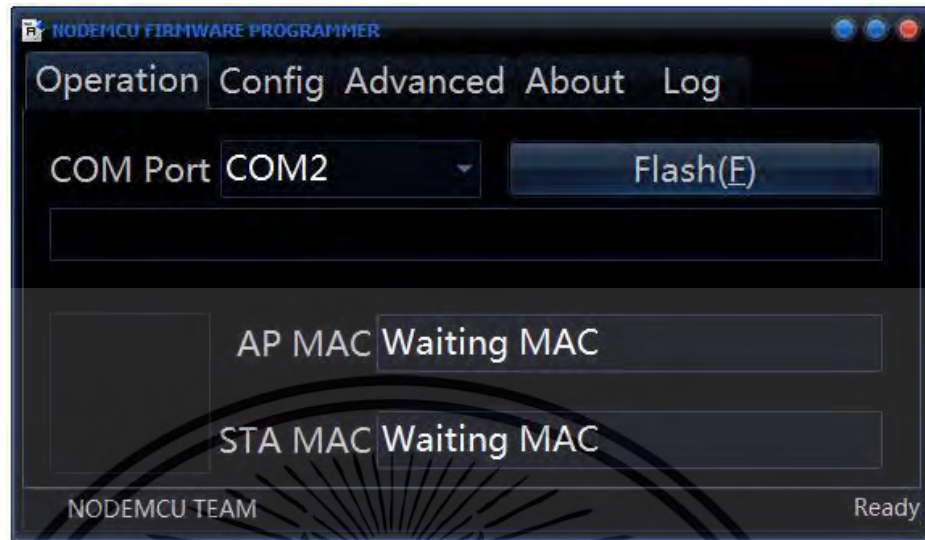 NODEMCU FIRMWARE PROGRAMMER
Operation Config Advanced About Log
COM Port COM2 Flash(F)
AP MAC Waiting MAC
STA MAC Waiting MAC
NODEMCU TEAM Ready